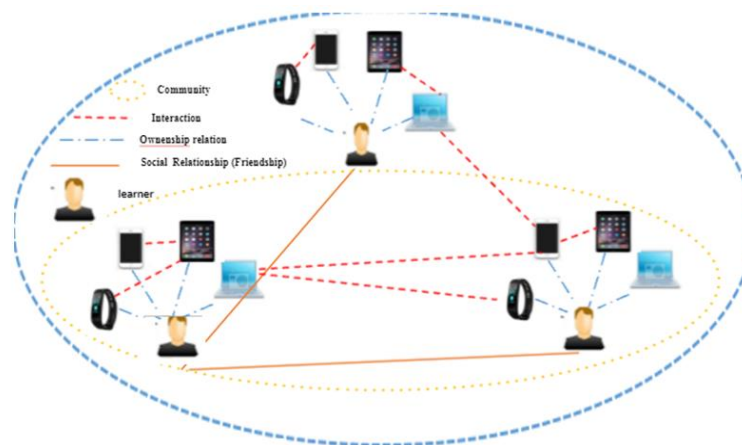 Community
Interaction
Ownenship relation
Social Relationship (Friendship)
learner